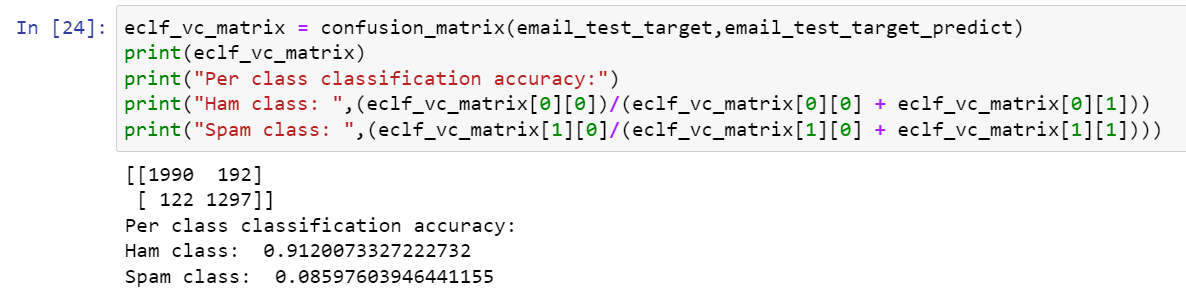 In [24]: eclf_vc_matrix = confusion_matrix(email_test_target,email_test_target_predict)
print(eclf_vc_matrix)
print("Per class classification accuracy:")
print("Ham class: ",(eclf_vc_matrix[0][0])/(eclf_vc_matrix[0][0] + eclf_vc_matrix[0][1]))
print("Spam class: ",(eclf_vc_matrix[1][0]/(eclf_vc_matrix[1][0] + eclf_vc_matrix[1][1])))
[[1990  192]
 [ 122 1297]]
Per class classification accuracy:
Ham class:  0.9120073327222732
Spam class:  0.08597603946441155